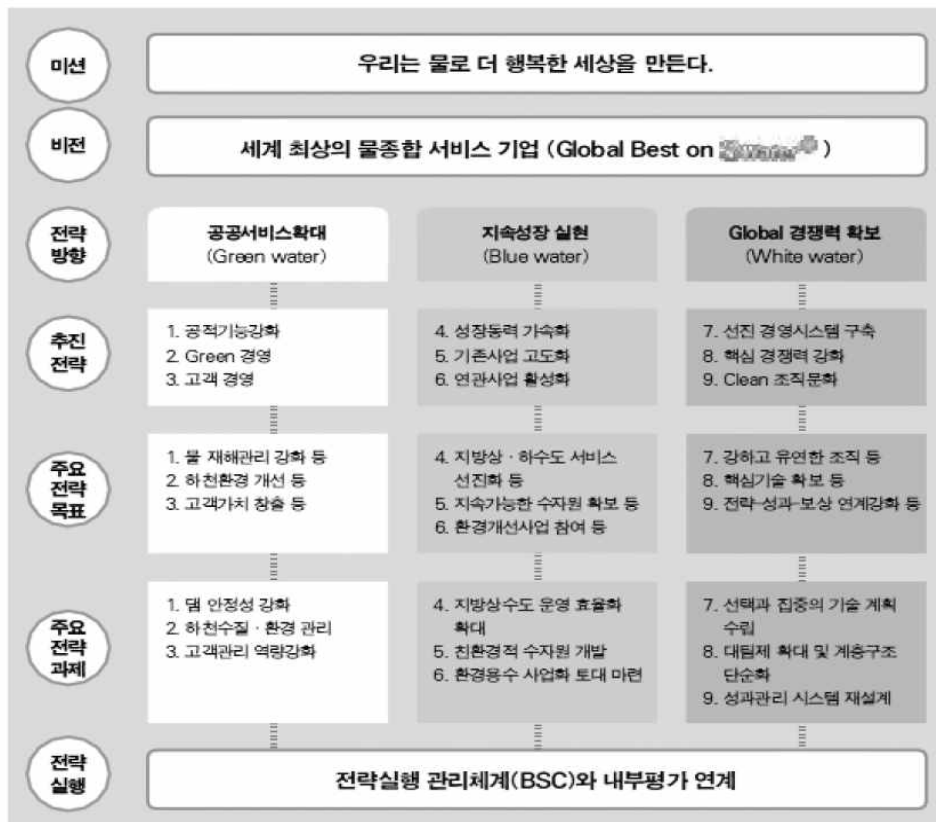 미션
우리는 물로 더 행복한 세상을 만든다.
비전
세계 최상의 물종합 서비스 기업 (Global Best on )
전략
방향
공공서비스확대
(Green water)
지속성장 실현
(Blue water)
Global 경쟁력 확보
(White water)
추진
전략
1. 공적기능강화
2. Green 경영
3. 고객 경영
4. 성장동력 가속화
5. 기존사업 고도화
6. 연관사업 활성화
7. 선진 경영시스템 구축
8. 핵심 경쟁력 강화
9. Clean 조직문화
주요
전략
목표
1. 물 재해관리 강화 등
2. 하천환경 개선 등
3. 고객가치 창출 등
4. 지방상 · 하수도 서비스
선진화 등
5. 지속가능한 수자원 확보 등
6. 환경개선사업 참여 등
7. 강하고 유연한 조직 등
8. 핵심기술 확보 등
9. 전략-성과-보상 연계강화 등
주요
전략
과제
1. 댐 안정성 강화
2. 하천수질 · 환경 관리
3. 고객관리 역량강화
4. 지방상수도 운영 효율화
확대
5. 친환경적 수자원 개발
6. 환경용수 사업화 토대 마련
7. 선택과 집중의 기술 계획
수립
8. 대팀제 확대 및 계층구조
단순화
9. 성과관리 시스템 재설계
전략
실행
전략실행 관리체계(BSC)와 내부평가 연계